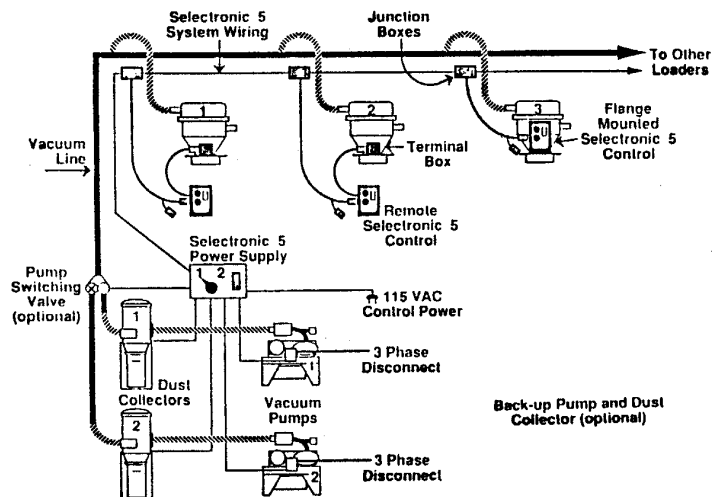 Selectronic 5
System Wiring
Junction
Boxes
To Other
Loaders
1
2
3
Vacuum
Line
Terminal
Box
Flange
Mounted
Selectronic 5
Control
Remote
Selectronic 5
Control
Selectronic 5
Power Supply
1 2
Pump
Switching
Valve
(optional)
115 VAC
Control Power
1
3 Phase
Disconnect
1
Dust
Collectors
Vacuum
Pumps
Back-up Pump and Dust
Collector (optional)
2
3 Phase
Disconnect
2